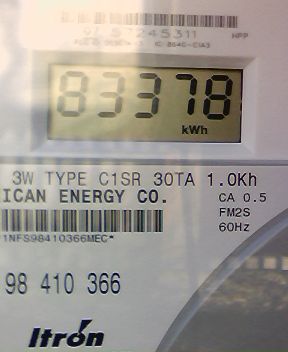 83378
kWh
3W TYPE C1SR 30TA 1.0Kh
ICAN ENERGY CO. CA 0.5
FM2S
60Hz
1NFS98410366MEC*
98 410 366
Itron